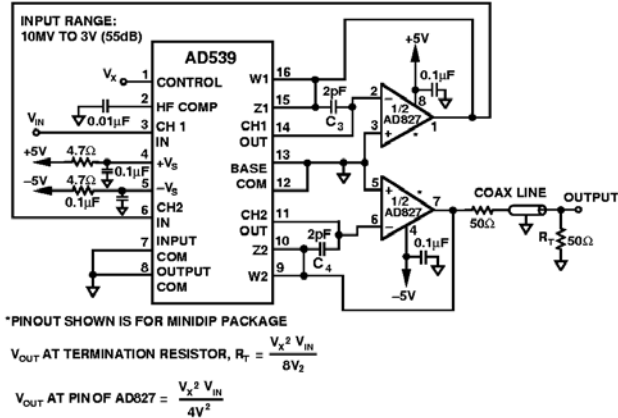 INPUT RANGE:
10MV TO 3V (55dB)
AD539
VX
1 CONTROL
2 HF COMP
0.01µF
VIN
3 CH 1
IN
+5V 4.7Ω 4 +VS
0.1µF
–5V 4.7Ω 5 –VS
0.1µF
6 CH2
IN
7 INPUT
COM
8 OUTPUT
COM
W1 16
Z1 15
CH1 14
OUT
BASE 13
COM 12
CH2 11
OUT
Z2 10
W2 9
2pF
C3
2pF
C4
+5V
0.1µF
8
2 –
1/2
AD827
1
3 +
*
5 +
1/2
AD827
7
6 –
*
4
0.1µF
–5V
50Ω
COAX LINE
OUTPUT
RT 50Ω
*PINOUT SHOWN IS FOR MINIDIP PACKAGE
VOUT AT TERMINATION RESISTOR, RT = VX² VIN / 8V2
VOUT AT PIN OF AD827 = VX² VIN / 4V²